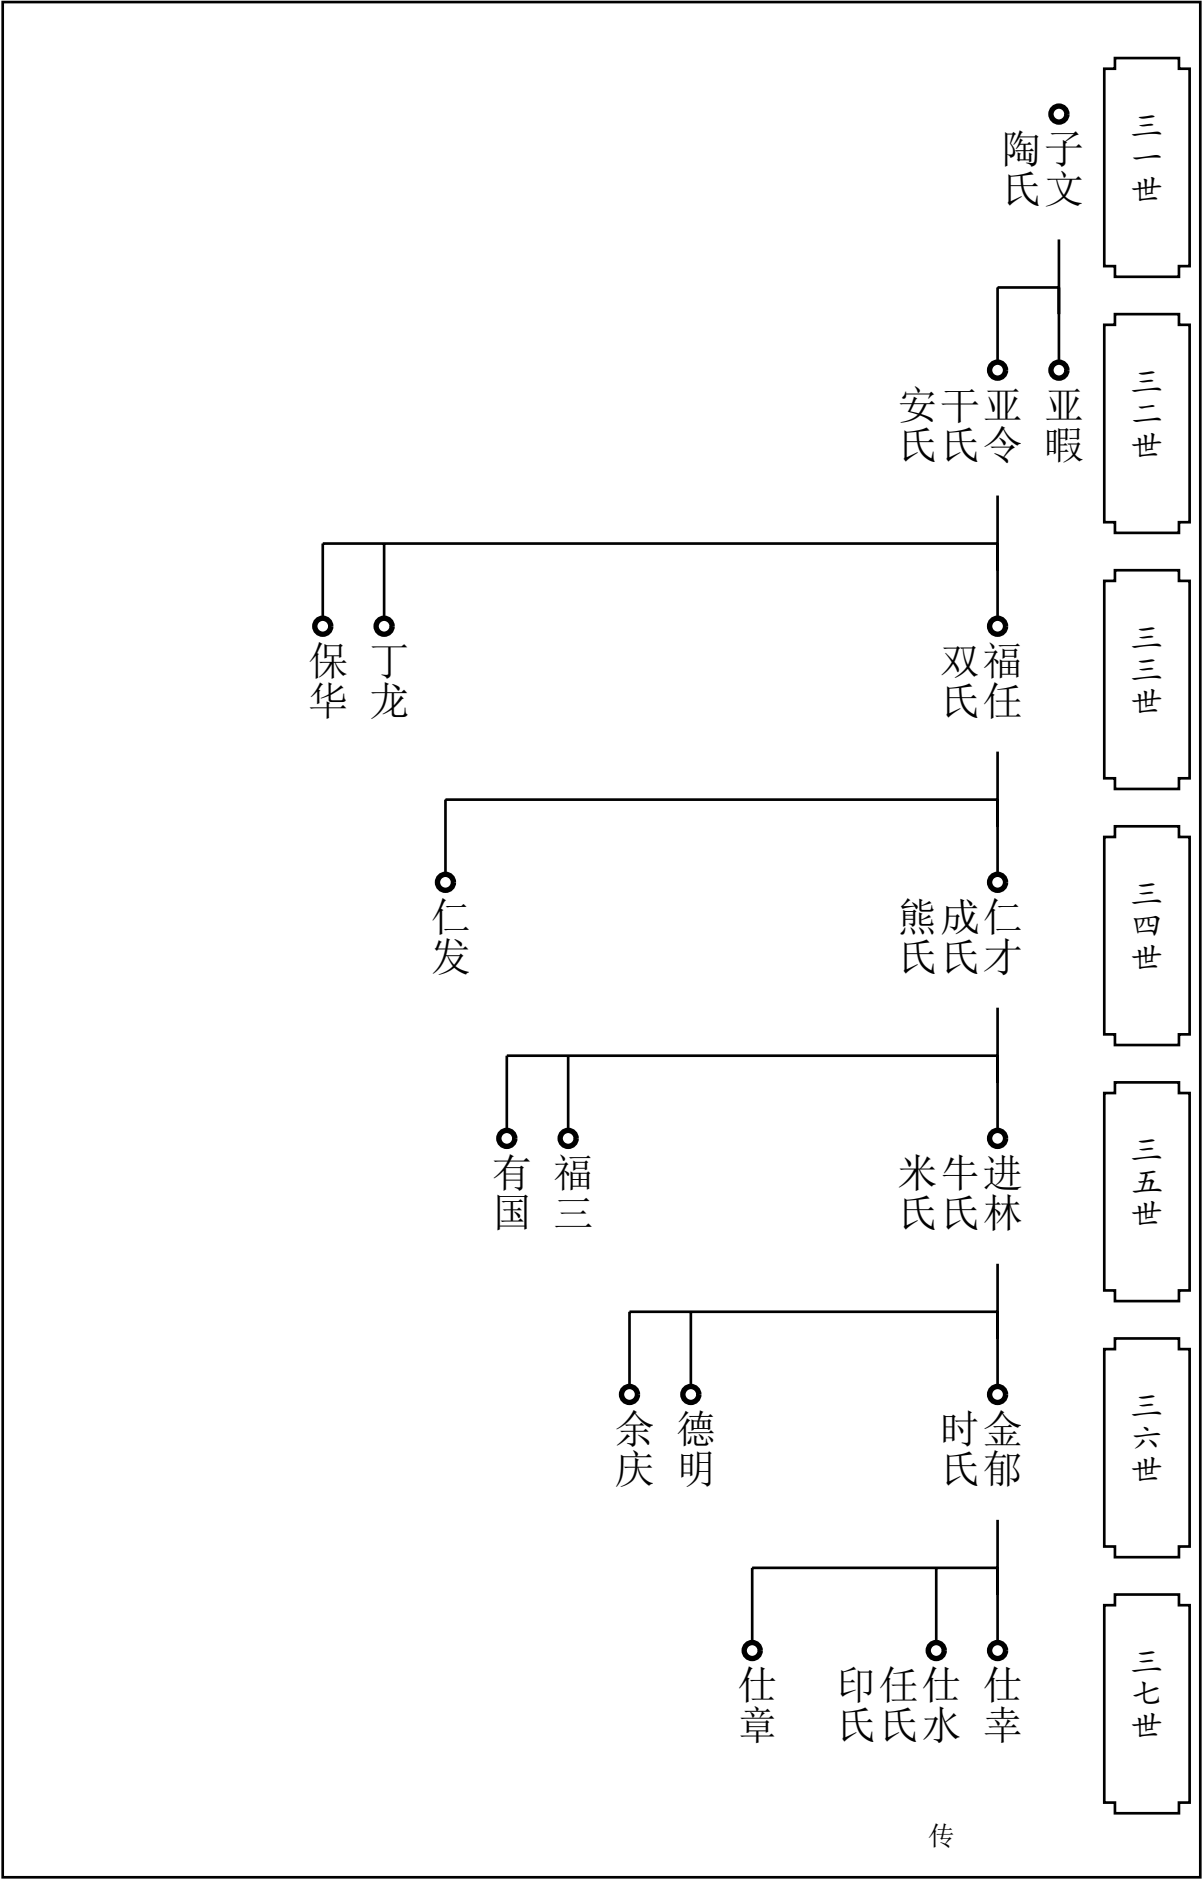 三一世
子文
陶氏
三二世
亚暇
亚令
干氏
安氏
三三世
福任
双氏
丁龙
保华
三四世
仁才
成氏
熊氏
仁发
三五世
进林
牛氏
米氏
福三
有国
三六世
金郁
时氏
德明
余庆
三七世
仕幸
仕水
任氏
印氏
仕章
传